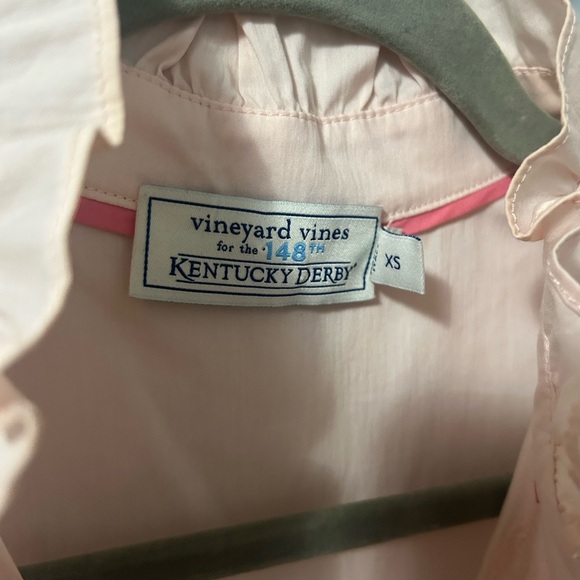 vineyard vines
for the 148TH
KENTUCKY DERBY
XS